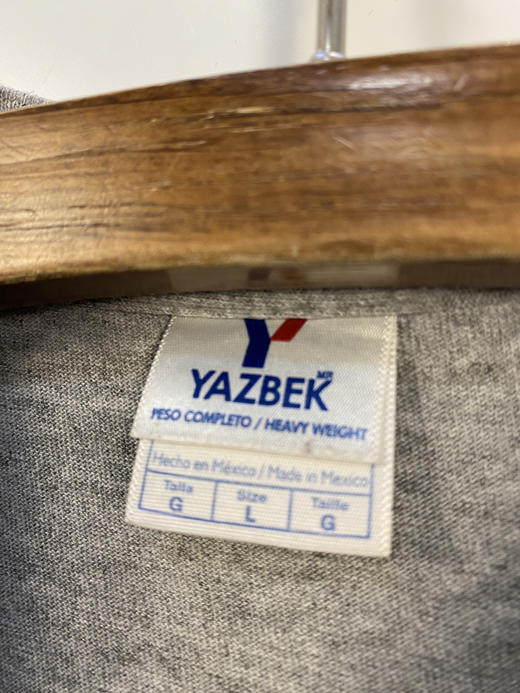 Y
YAZBEK MR
PESO COMPLETO / HEAVY WEIGHT
Hecho en México / Made in Mexico
Talla Size Taille
G L G